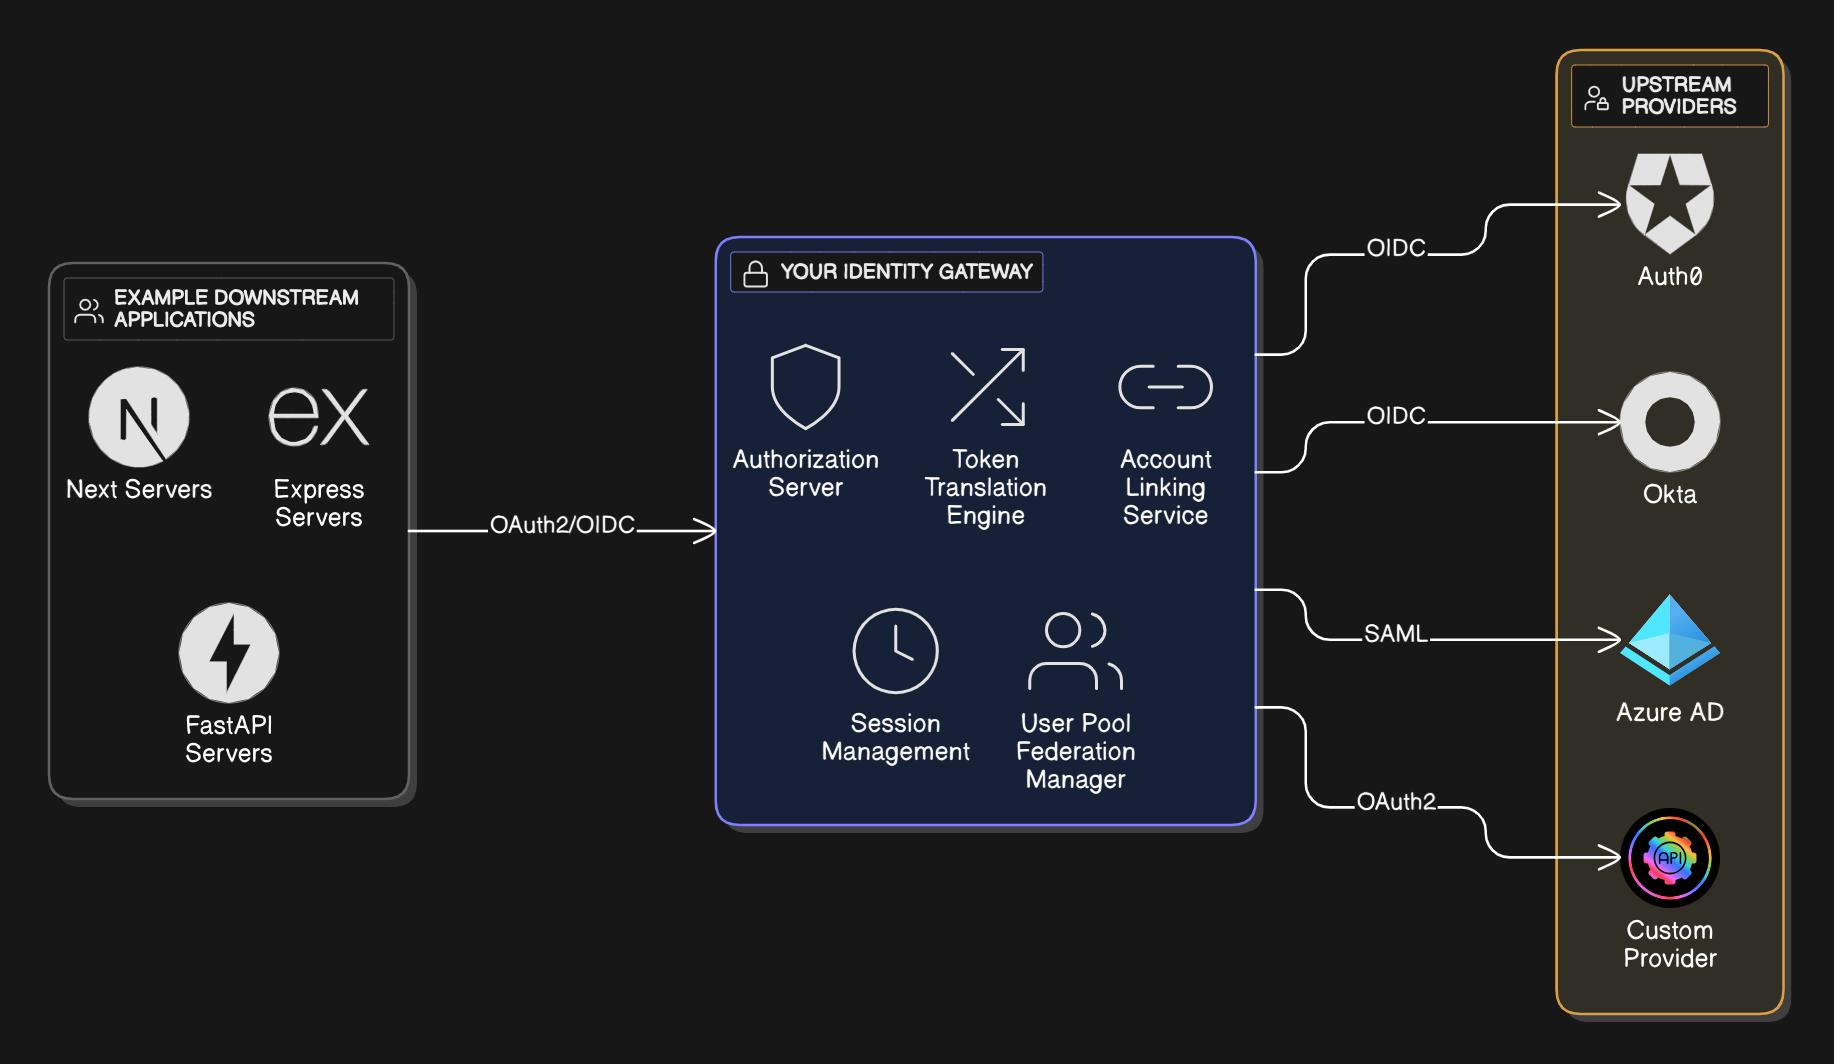 EXAMPLE DOWNSTREAM
APPLICATIONS
Next Servers
Express
Servers
FastAPI
Servers
OAuth2/OIDC
YOUR IDENTITY GATEWAY
Authorization
Server
Token
Translation
Engine
Account
Linking
Service
Session
Management
User Pool
Federation
Manager
OIDC
OIDC
SAML
OAuth2
UPSTREAM
PROVIDERS
Auth0
Okta
Azure AD
API
Custom
Provider